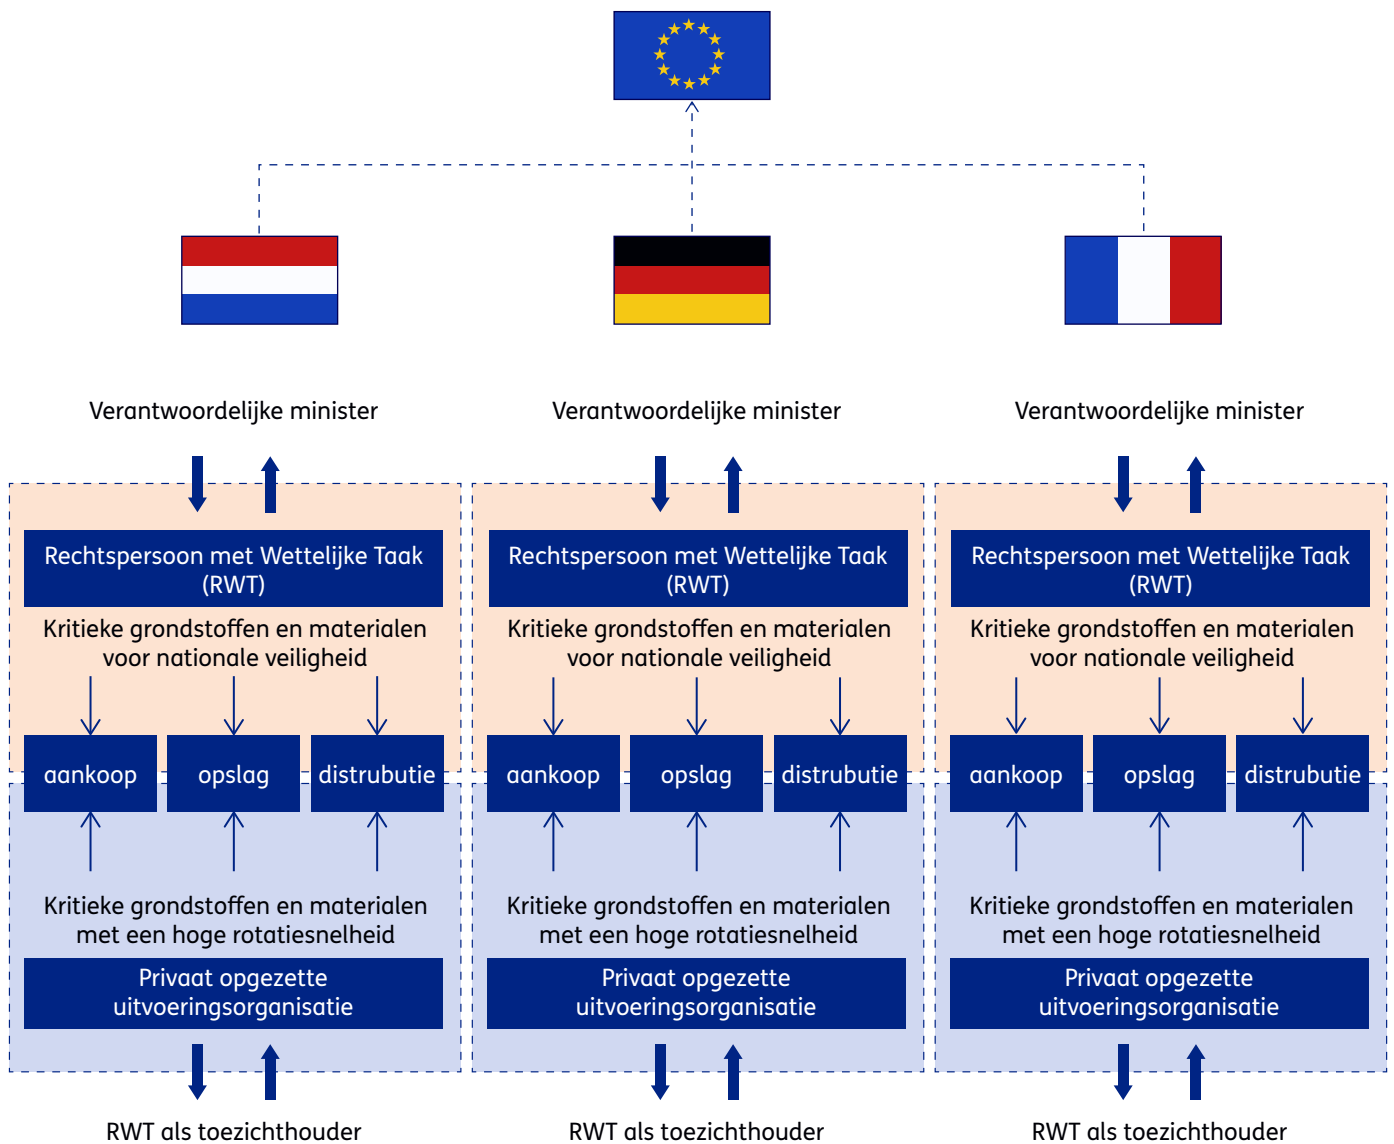 Verantwoordelijke minister
Rechtspersoon met Wettelijke Taak
(RWT)
Kritieke grondstoffen en materialen
voor nationale veiligheid
aankoop
opslag
distrubutie
Kritieke grondstoffen en materialen
met een hoge rotatiesnelheid
Privaat opgezette
uitvoeringsorganisatie
RWT als toezichthouder
Verantwoordelijke minister
Rechtspersoon met Wettelijke Taak
(RWT)
Kritieke grondstoffen en materialen
voor nationale veiligheid
aankoop
opslag
distrubutie
Kritieke grondstoffen en materialen
met een hoge rotatiesnelheid
Privaat opgezette
uitvoeringsorganisatie
RWT als toezichthouder
Verantwoordelijke minister
Rechtspersoon met Wettelijke Taak
(RWT)
Kritieke grondstoffen en materialen
voor nationale veiligheid
aankoop
opslag
distrubutie
Kritieke grondstoffen en materialen
met een hoge rotatiesnelheid
Privaat opgezette
uitvoeringsorganisatie
RWT als toezichthouder